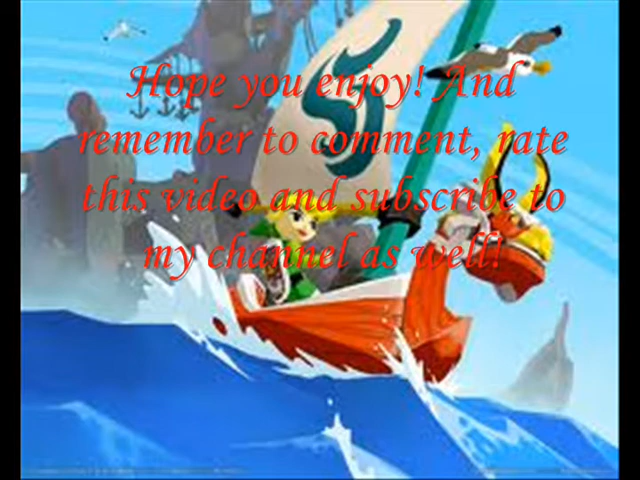 Hope you enjoy! And
remember to comment, rate
this video and subscribe to
my channel as well!